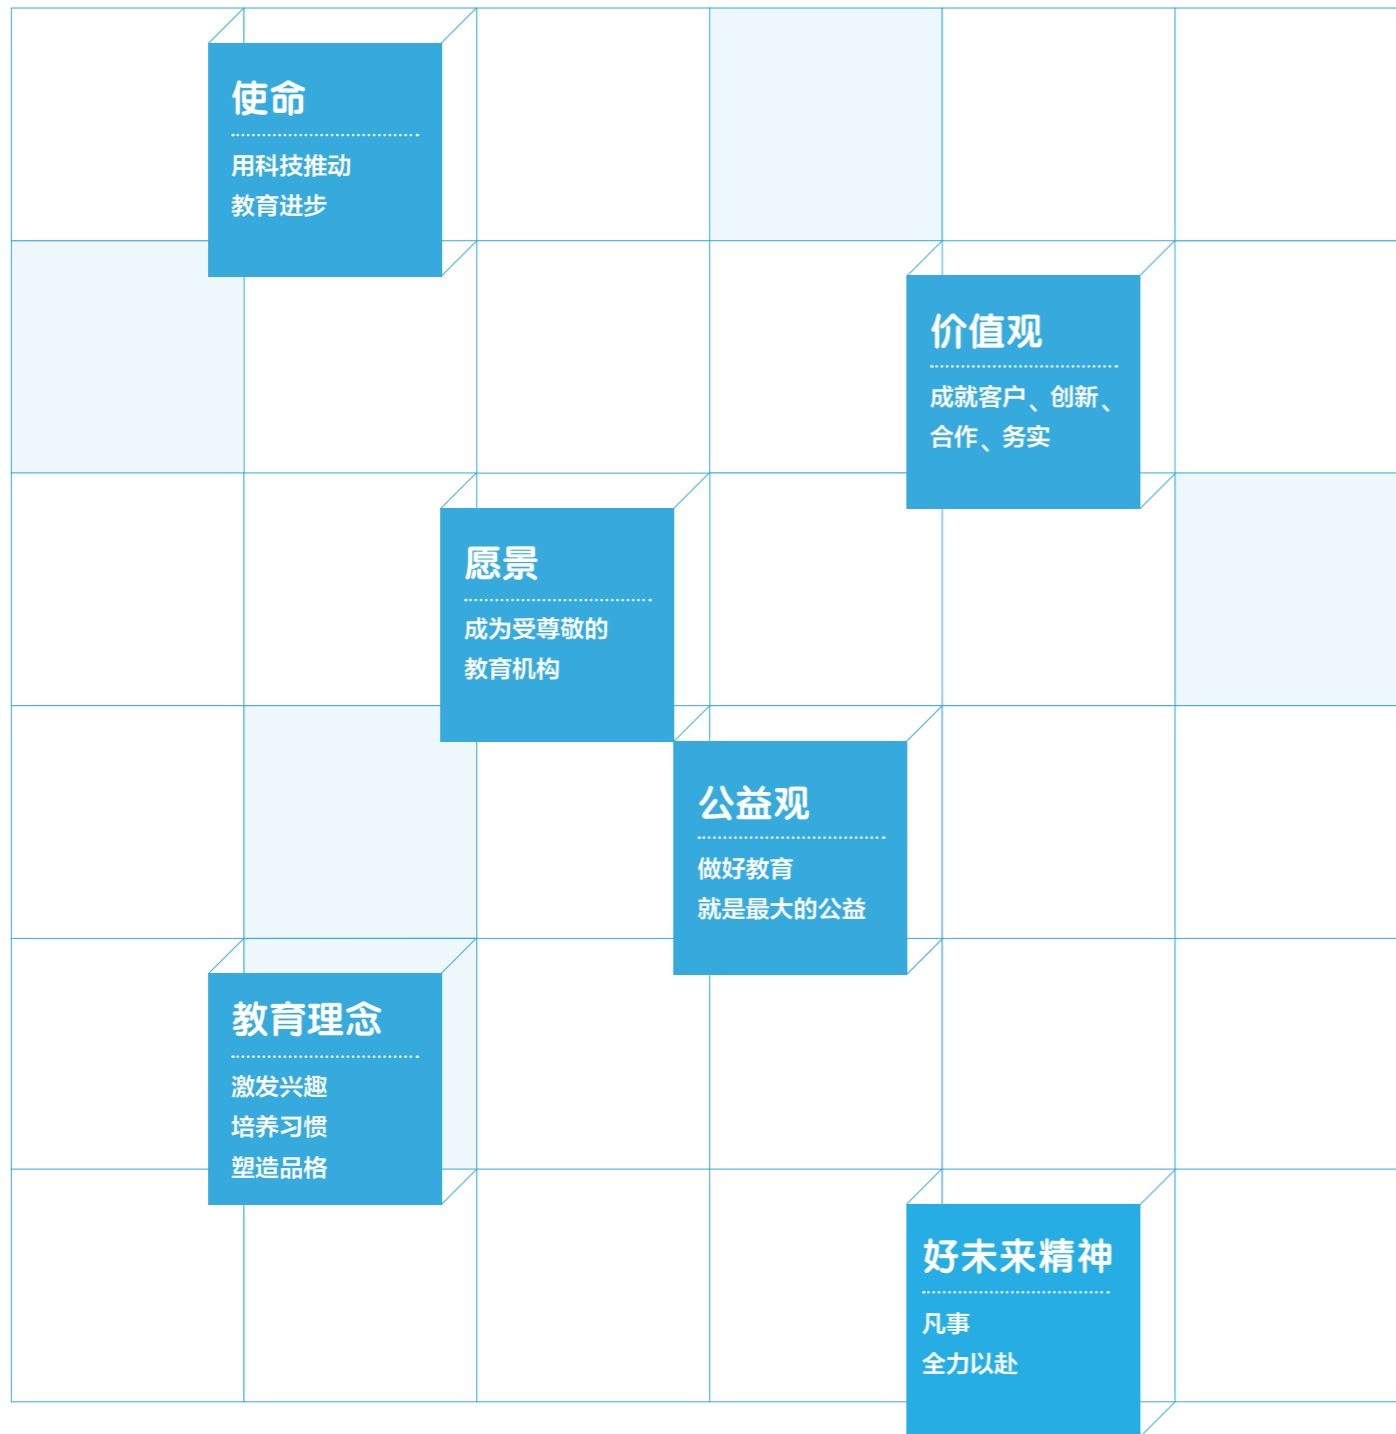 使命
用科技推动
教育进步
价值观
成就客户、创新、
合作、务实
愿景
成为受尊敬的
教育机构
公益观
做好教育
就是最大的公益
教育理念
激发兴趣
培养习惯
塑造品格
好未来精神
凡事
全力以赴